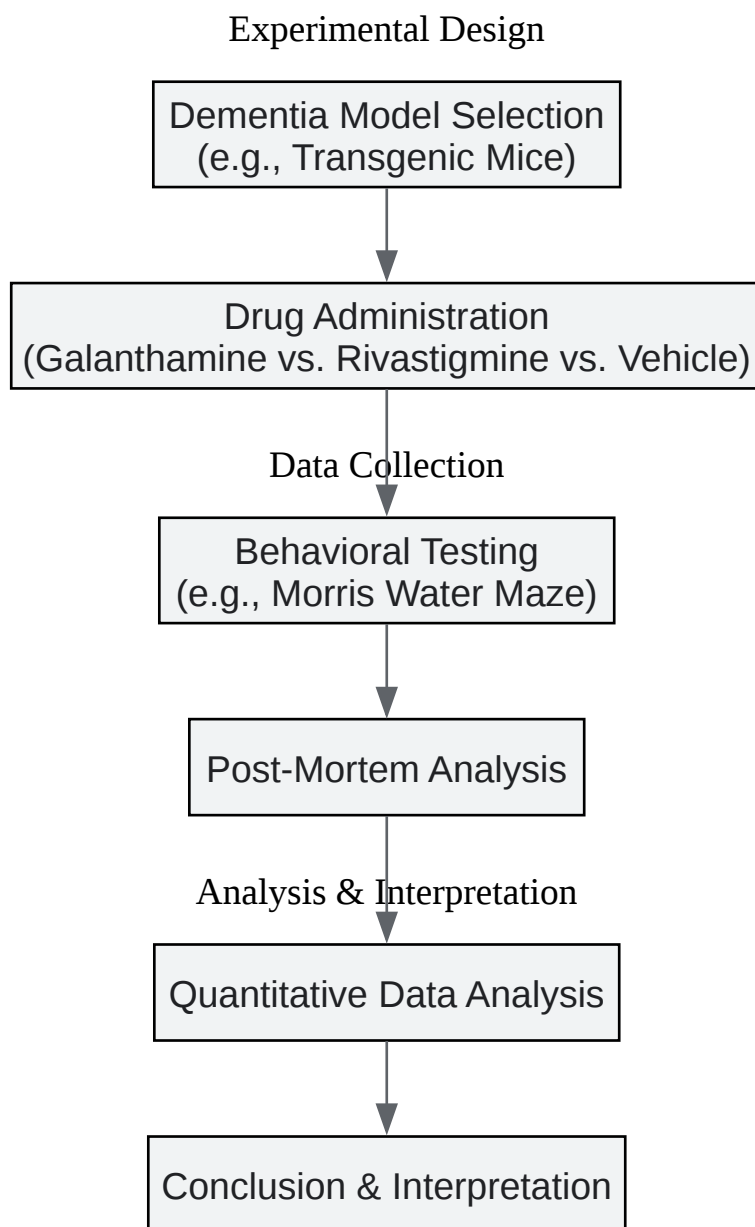 Experimental Design
Dementia Model Selection
(e.g., Transgenic Mice)
Drug Administration
(Galanthamine vs. Rivastigmine vs. Vehicle)
Data Collection
Behavioral Testing
(e.g., Morris Water Maze)
Post-Mortem Analysis
Analysis & Interpretation
Quantitative Data Analysis
Conclusion & Interpretation